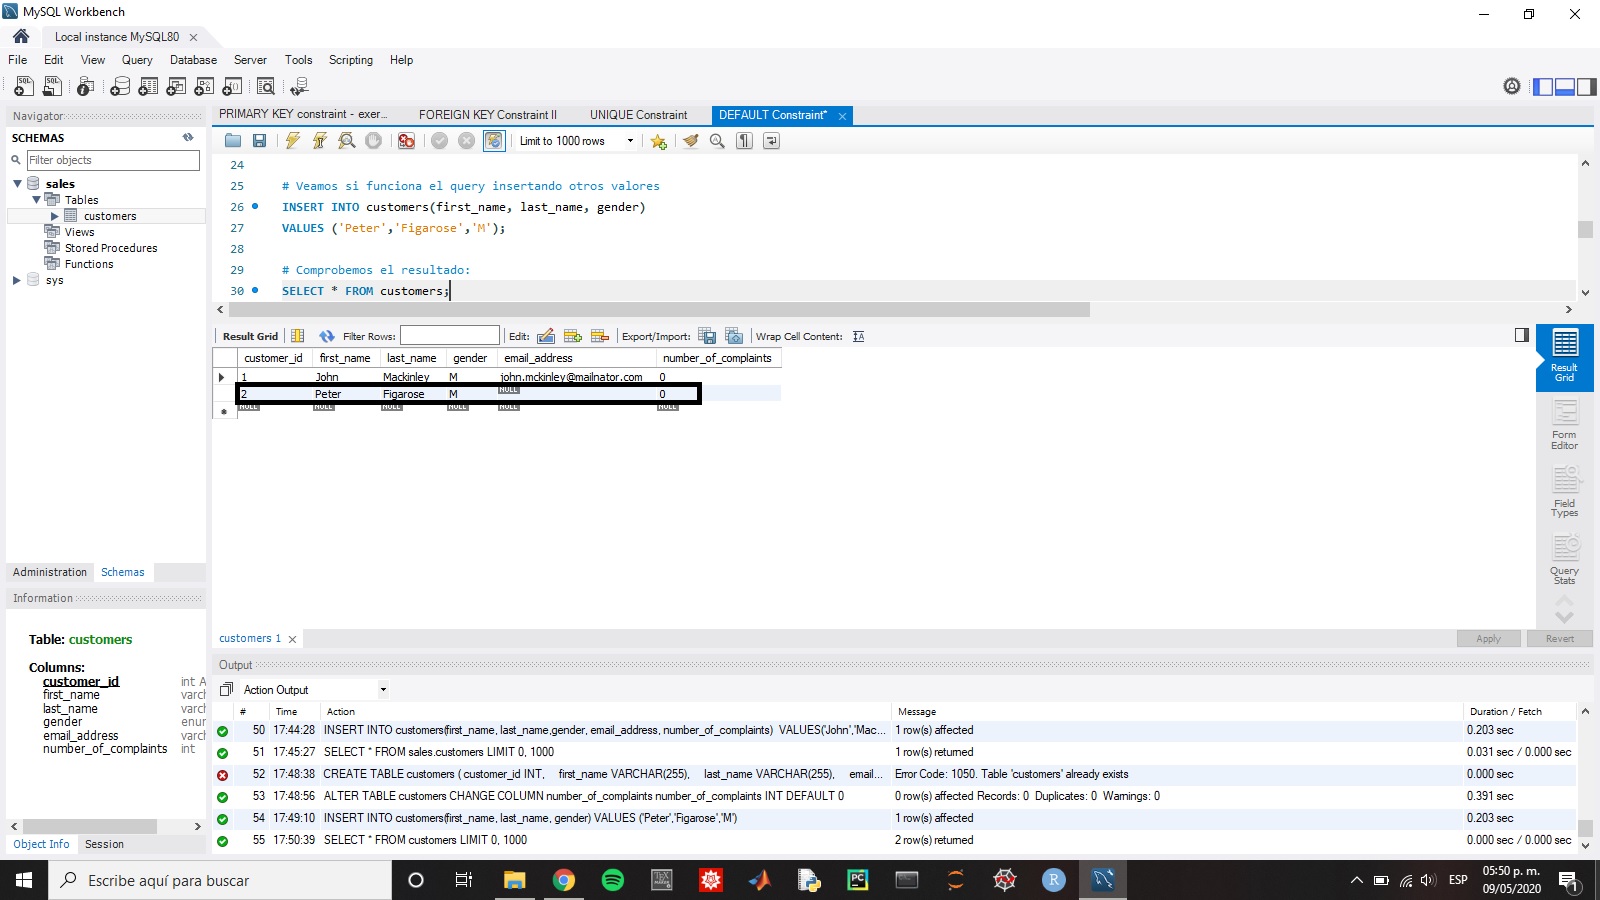 MySQL Workbench
Local instance MySQL80
File Edit View Query Database Server Tools Scripting Help
Navigator
SCHEMAS
Filter objects
sales
Tables
customers
Views
Stored Procedures
Functions
sys
Administration Schemas
Information
Table: customers
Columns:
customer_id int A
first_name varch
last_name varch
gender enur
email_address varch
number_of_complaints int
Object Info Session
PRIMARY KEY constraint - exer... FOREIGN KEY Constraint II UNIQUE Constraint DEFAULT Constraint*
Limit to 1000 rows
24
25 # Veamos si funciona el query insertando otros valores
26 INSERT INTO customers(first_name, last_name, gender)
27 VALUES ('Peter','Figarose','M');
28
29 # Comprobemos el resultado:
30 SELECT * FROM customers;
Result Grid Filter Rows: Edit: Export/Import: Wrap Cell Content:
customer_id first_name last_name gender email_address number_of_complaints
1 John Mackinley M john.mckinley@mailnator.com 0
2 Peter Figarose M NULL 0
NULL NULL NULL NULL NULL NULL
Result
Grid
Form
Editor
Field
Types
Query
Stats
customers 1
Apply Revert
Output
Action Output
# Time Action Message Duration / Fetch
50 17:44:28 INSERT INTO customers(first_name, last_name,gender, email_address, number_of_complaints) VALUES('John','Mac... 1 row(s) affected 0.203 sec
51 17:45:27 SELECT * FROM sales.customers LIMIT 0, 1000 1 row(s) returned 0.031 sec / 0.000 sec
52 17:48:38 CREATE TABLE customers ( customer_id INT, first_name VARCHAR(255), last_name VARCHAR(255), email... Error Code: 1050. Table 'customers' already exists 0.000 sec
53 17:48:56 ALTER TABLE customers CHANGE COLUMN number_of_complaints number_of_complaints INT DEFAULT 0 0 row(s) affected Records: 0 Duplicates: 0 Warnings: 0 0.391 sec
54 17:49:10 INSERT INTO customers(first_name, last_name, gender) VALUES ('Peter','Figarose','M') 1 row(s) affected 0.203 sec
55 17:50:39 SELECT * FROM customers LIMIT 0, 1000 2 row(s) returned 0.000 sec / 0.000 sec
Escribe aquí para buscar
ESP
05:50 p. m.
09/05/2020
1